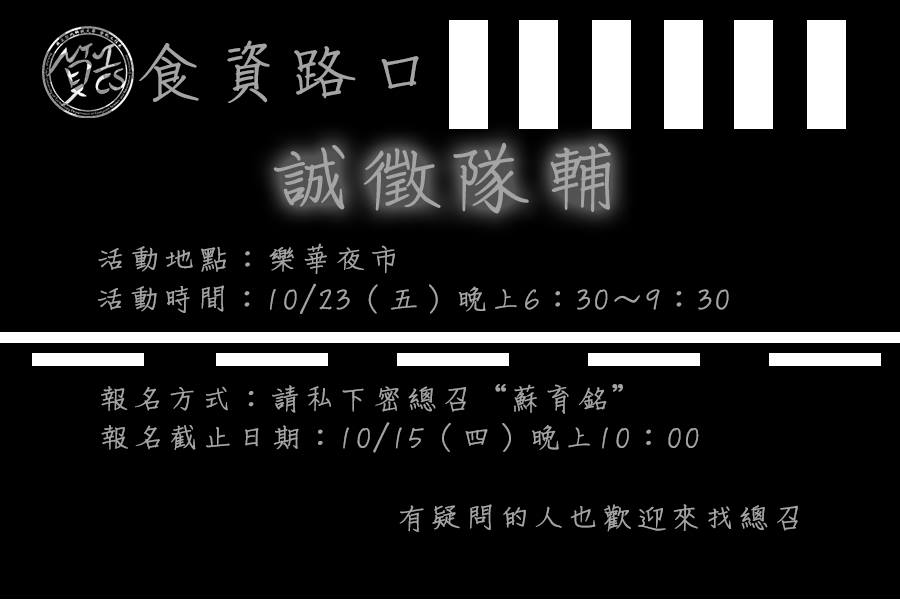 食資路口
誠徵隊輔
活動地點：樂華夜市
活動時間：10/23（五）晚上6：30～9：30
報名方式：請私下密總召“蘇育銘”
報名截止日期：10/15（四）晚上10：00
有疑問的人也歡迎來找總召